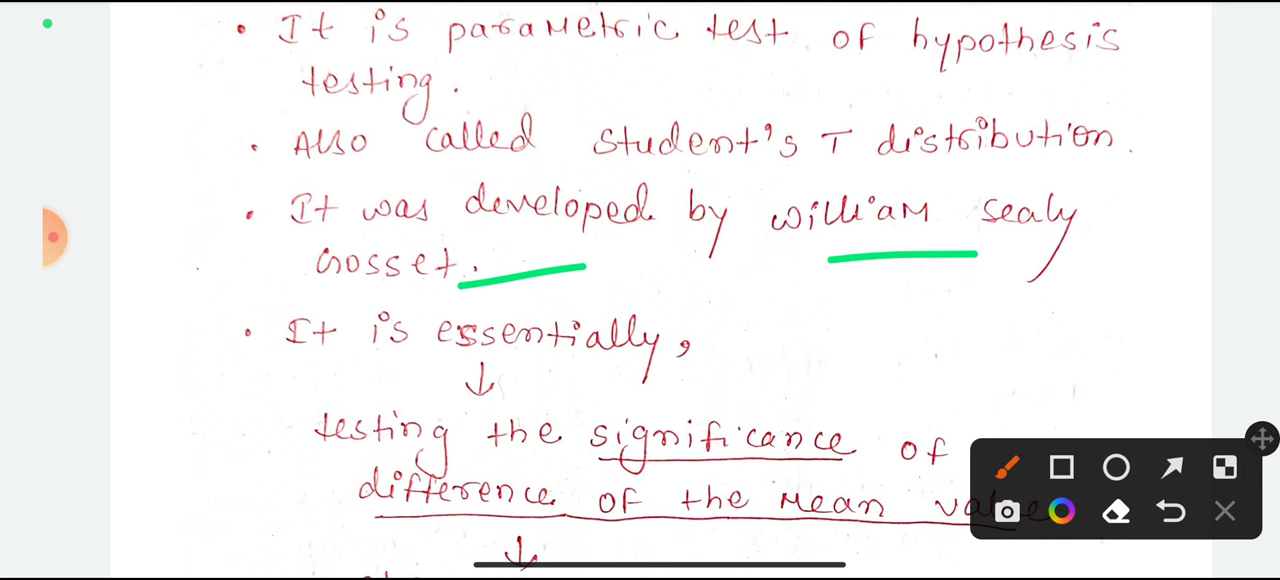 • It is parametric test of hypothesis
testing.
• Also called Student's T distribution.
• It was developed by William Sealy
Gosset.
• It is essentially,
↓
testing the significance of
difference of the mean value
↓